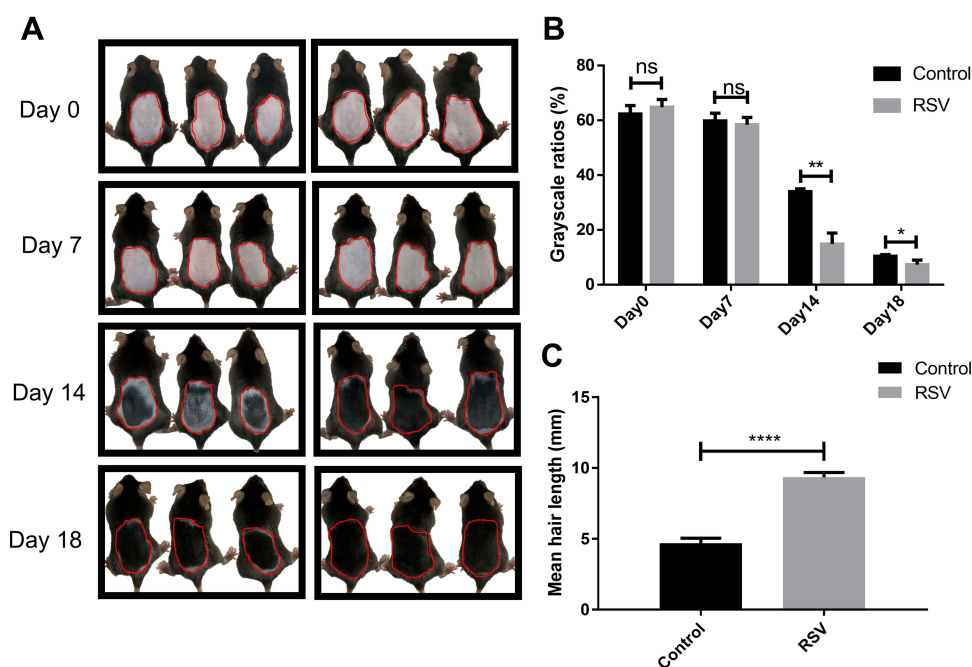 A
Day 0
Day 7
Day 14
Day 18
B
Control
RSV
Grayscale ratios (%)
80
60
40
20
0
ns
ns
**
*
Day0
Day7
Day14
Day18
C
Control
RSV
Mean hair length (mm)
15
10
5
0
****
Control
RSV